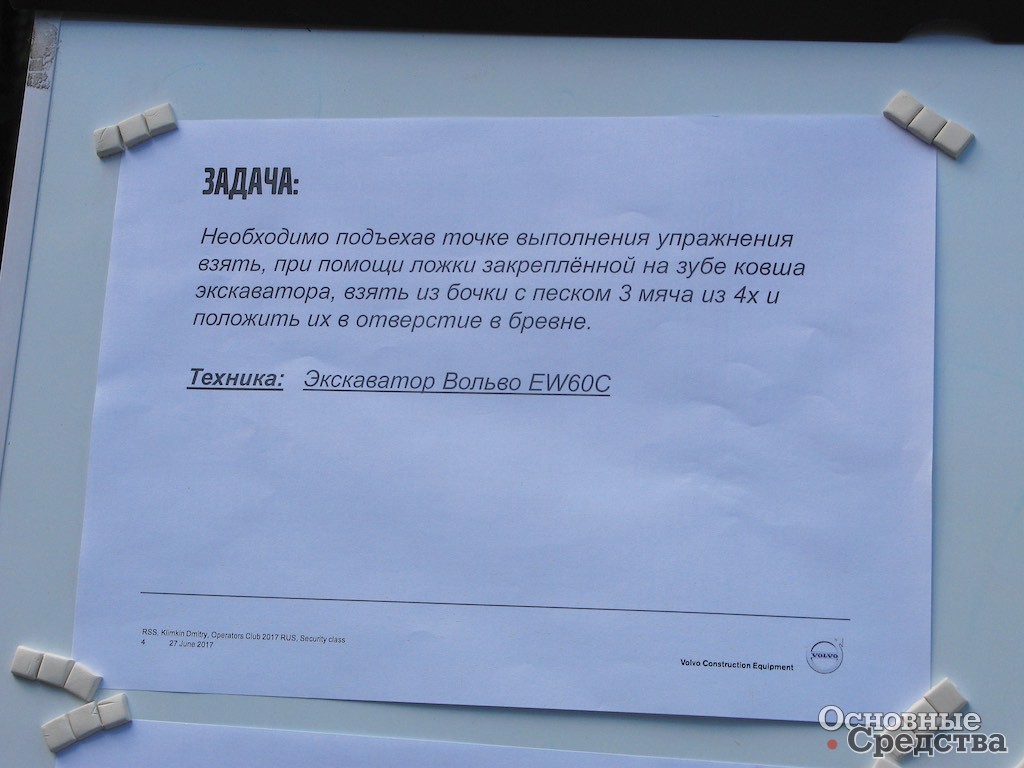 ЗАДАЧА:
Необходимо подъехав точке выполнения упражнения
взять, при помощи ложки закреплённой на зубе ковша
экскаватора, взять из бочки с песком 3 мяча из 4х и
положить их в отверстие в бревне.
Техника: Экскаватор Вольво EW60C
RSS, Klimkin Dmitry, Operators Club 2017 RUS, Security class
4 27 June 2017
Volvo Construction Equipment
VOLVO
Основные
Средства